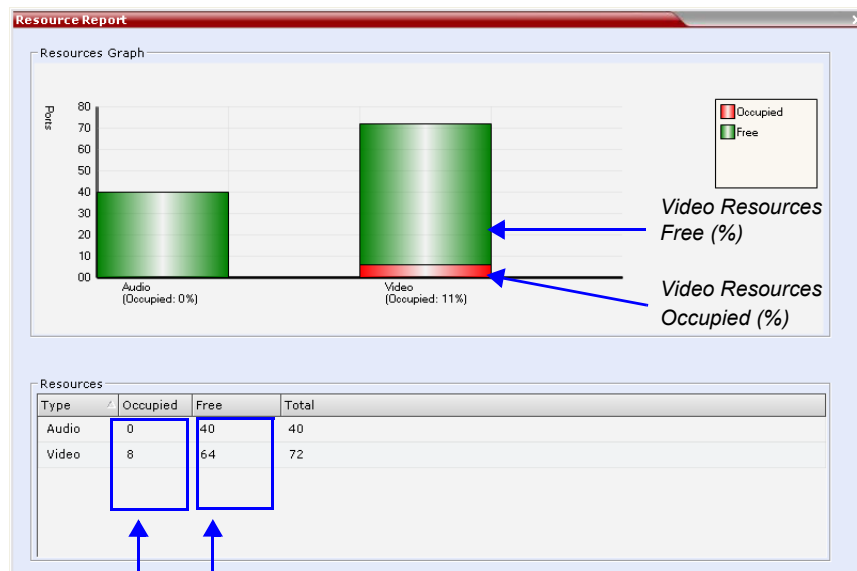 Resource Report
Resources Graph
Ports
80
70
60
50
40
30
20
10
00
Audio
(Occupied: 0%)
Video
(Occupied: 11%)
Occupied
Free
Video Resources
Free (%)
Video Resources
Occupied (%)
Resources
Type Occupied Free Total
Audio 0 40 40
Video 8 64 72